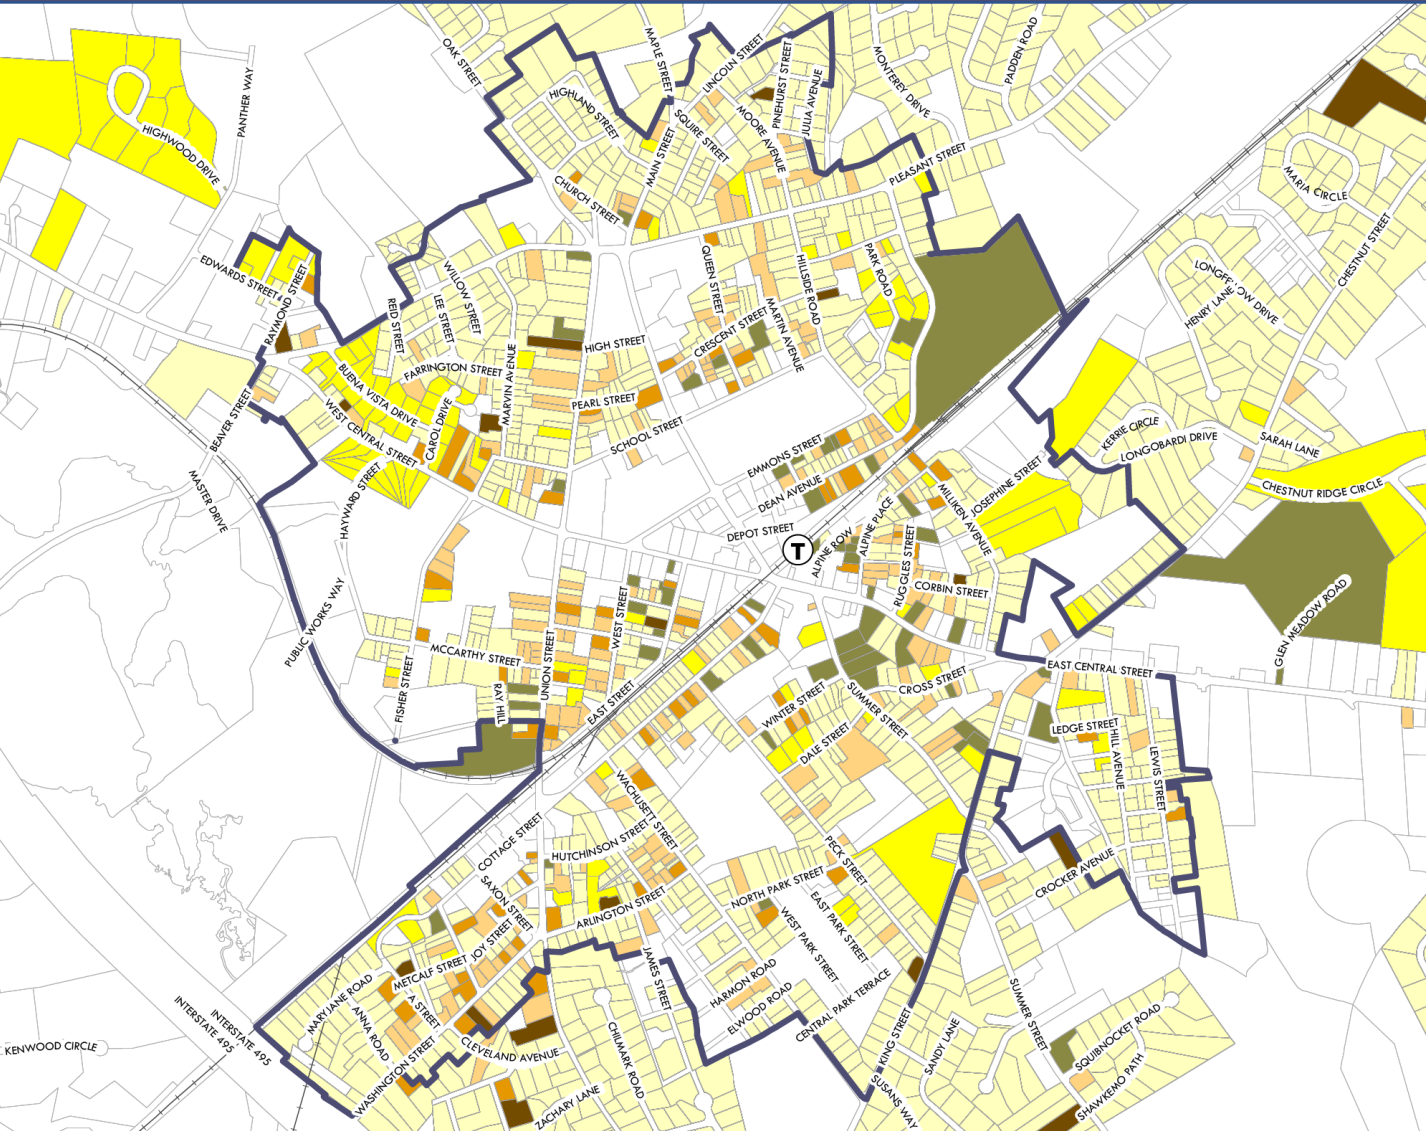 OAK STREET
MAPLE STREET
LINCOLN STREET
PINEHURST STREET
JULIA AVENUE
MONTEREY DRIVE
PADDEN ROAD
PANTHER WAY
HIGHWOOD DRIVE
HIGHLAND STREET
SQUIRE STREET
MOORE AVENUE
MAIN STREET
CHURCH STREET
PLEASANT STREET
MARIA CIRCLE
CHESTNUT STREET
EDWARDS STREET
RAYMOND STREET
WILLOW STREET
LEE STREET
REID STREET
QUEEN STREET
HILLSIDE ROAD
PARK ROAD
MARTIN AVENUE
LONGFELLOW DRIVE
HENRY LANE
HIGH STREET
CRESCENT STREET
FARRINGTON STREET
MARVIN AVENUE
BUENA VISTA DRIVE
PEARL STREET
WEST CENTRAL STREET
CAROL DRIVE
BEAVER STREET
SCHOOL STREET
KERRIE CIRCLE
LONGOBARDI DRIVE
SARAH LANE
EMMONS STREET
MASTER DRIVE
HAYWARD STREET
DEAN AVENUE
JOSEPHINE STREET
MILLIKEN AVENUE
CHESTNUT RIDGE CIRCLE
DEPOT STREET
T
ALPINE ROW
ALPINE PLACE
RUGGLES STREET
CORBIN STREET
PUBLIC WORKS WAY
WEST STREET
GLEN MEADOW ROAD
MCCARTHY STREET
UNION STREET
EAST CENTRAL STREET
FISHER STREET
RAY HILL
EAST STREET
CROSS STREET
WINTER STREET
SUMMER STREET
DALE STREET
LEDGE STREET
HILL AVENUE
LEWIS STREET
WACHUSETT STREET
COTTAGE STREET
HUTCHINSON STREET
PECK STREET
CROCKER AVENUE
SAXON STREET
ARLINGTON STREET
NORTH PARK STREET
EAST PARK STREET
WEST PARK STREET
JOY STREET
METCALF STREET
JAMES STREET
HARMON ROAD
ELWOOD ROAD
CENTRAL PARK TERRACE
MARY JANE ROAD
A STREET
ANNA ROAD
INTERSTATE 495
INTERSTATE 495
KENWOOD CIRCLE
WASHINGTON STREET
CLEVELAND AVENUE
CHILMARK ROAD
ZACHARY LANE
KING STREET
SANDY LANE
SUMMER STREET
SUSANS WAY
SQUIBNOCKET ROAD
SHAWKEMO PATH